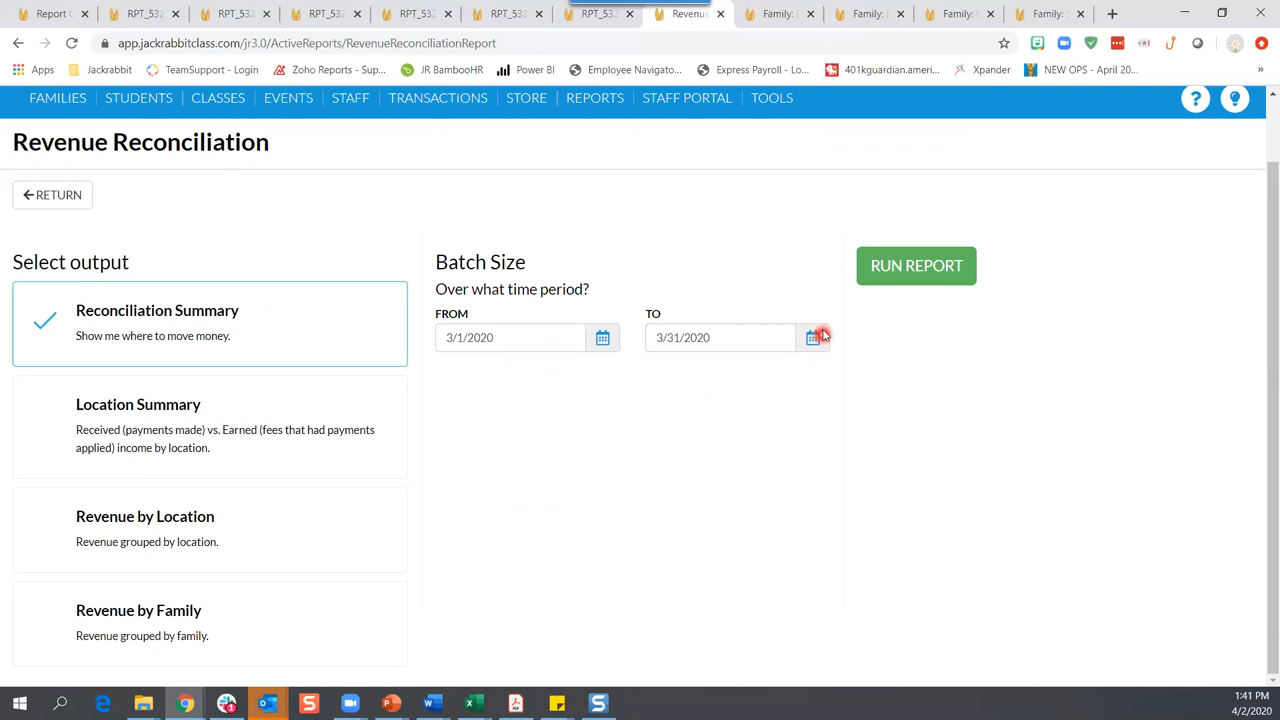 Report C
RPT_532
RPT_532
RPT_532
RPT_53:
RPT_53:
RPT_53:
Revenue
Family:
Family:
Family:
Family:
app.jackrabbitclass.com/jr3.0/ActiveReports/RevenueReconciliationReport
Apps
Jackrabbit
TeamSupport - Login
Zoho Reports - Sup...
JR BambooHR
Power BI
Employee Navigato...
Express Payroll - Lo...
401kguardian.ameri...
Xpander
NEW OPS - April 20...
»
FAMILIES
STUDENTS
CLASSES
EVENTS
STAFF
TRANSACTIONS
STORE
REPORTS
STAFF PORTAL
TOOLS
?
Revenue Reconciliation
RETURN
Select output
Reconciliation Summary
Show me where to move money.
Location Summary
Received (payments made) vs. Earned (fees that had payments
applied) income by location.
Revenue by Location
Revenue grouped by location.
Revenue by Family
Revenue grouped by family.
Batch Size
Over what time period?
FROM
TO
3/1/2020
3/31/2020
RUN REPORT
1:41 PM
4/2/2020